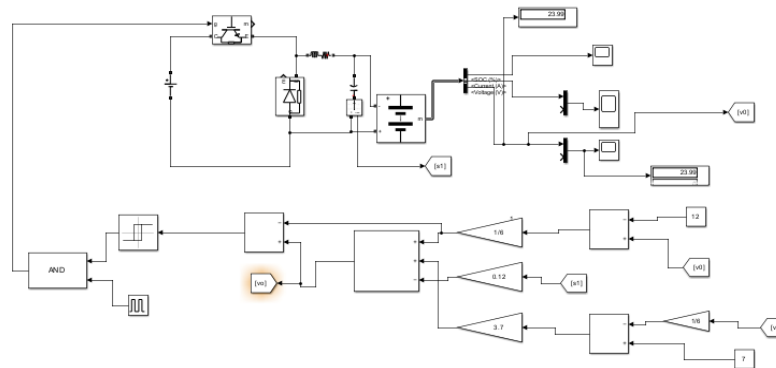 23.99
g
m
C
E
<SOC (%)>
<Current (A)>
<Voltage (V)>
m
[v0]
[s1]
23.99
1/6
12
AND
[vo]
0.12
[s1]
[v0]
3.7
1/6
7